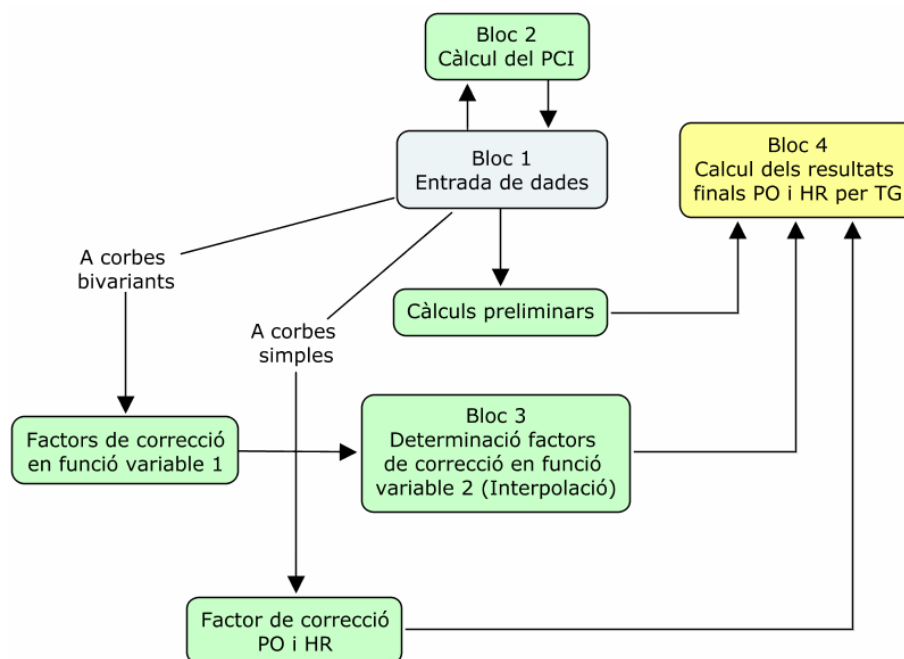 Bloc 2
Càlcul del PCI
Bloc 1
Entrada de dades
Bloc 4
Calcul dels resultats
finals PO i HR per TG
A corbes
bivariants
Càlculs preliminars
A corbes
simples
Factors de correcció
en funció variable 1
Bloc 3
Determinació factors
de correcció en funció
variable 2 (Interpolació)
Factor de correcció
PO i HR